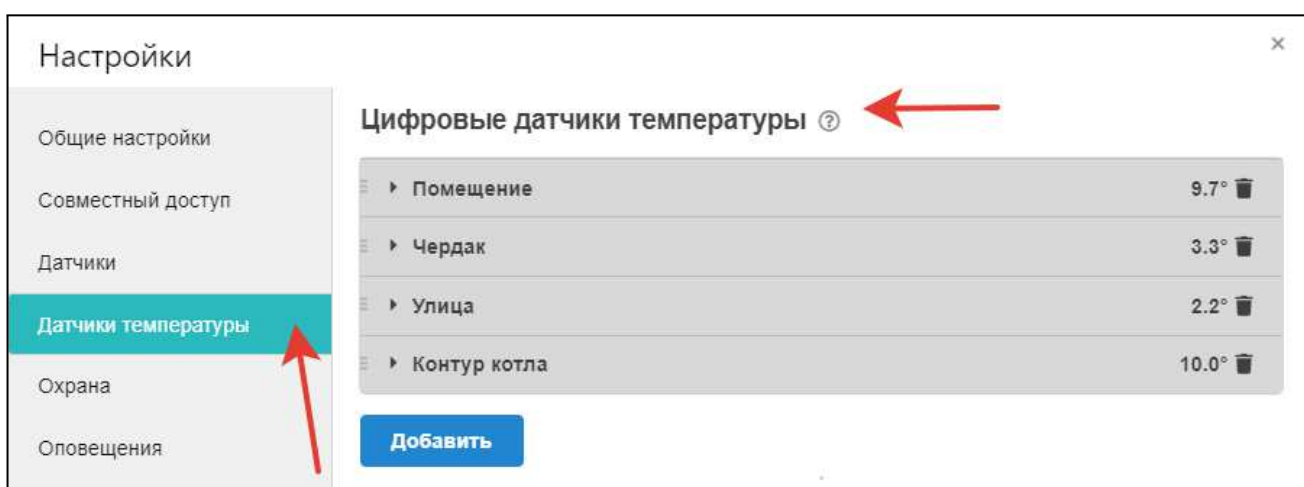 Настройки
×
Общие настройки
Совместный доступ
Датчики
Датчики температуры
Охрана
Оповещения
Цифровые датчики температуры ?
Помещение 9.7°
Чердак 3.3°
Улица 2.2°
Контур котла 10.0°
Добавить